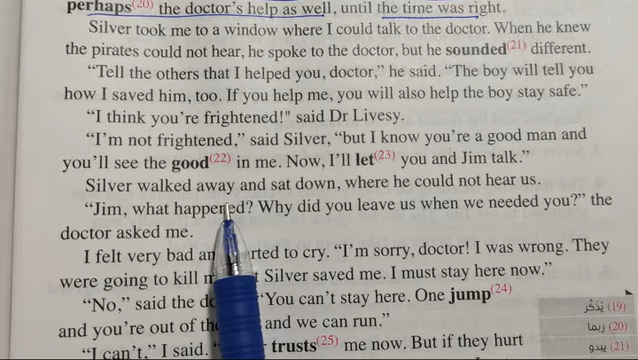 perhaps(20) the doctor's help as well, until the time was right.
Silver took me to a window where I could talk to the doctor. When he knew
the pirates could not hear, he spoke to the doctor, but he sounded(21) different.
"Tell the others that I helped you, doctor," he said. "The boy will tell you
how I saved him, too. If you help me, you will also help the boy stay safe."
"I think you're frightened!" said Dr Livesy.
"I'm not frightened," said Silver, "but I know you're a good man and
you'll see the good(22) in me. Now, I'll let(23) you and Jim talk."
Silver walked away and sat down, where he could not hear us.
"Jim, what happened? Why did you leave us when we needed you?" the
doctor asked me.
I felt very bad an rted to cry. "I'm sorry, doctor! I was wrong. They
were going to kill Silver saved me. I must stay here now."
"No," said the "You can't stay here. One jump(24)
and you're out of and we can run."
"I can't," I said. trusts(25) me now. But if they hurt
(19) يَذْكُر
(20) ربما
(21) يبدو